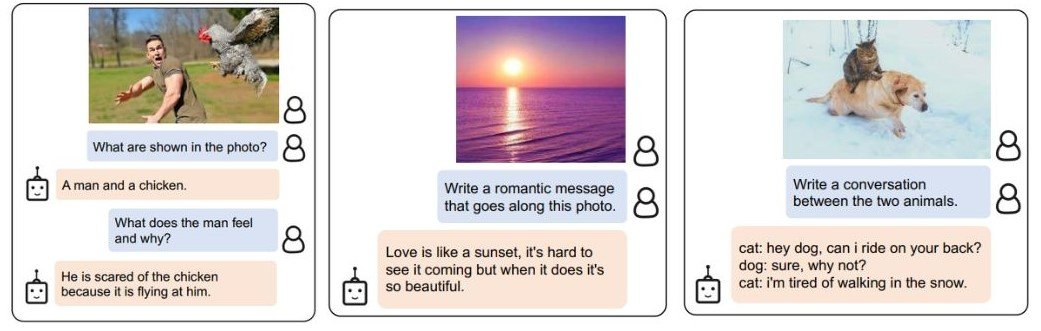 What are shown in the photo?
A man and a chicken.
What does the man feel
and why?
He is scared of the chicken
because it is flying at him.
Write a romantic message
that goes along this photo.
Love is like a sunset, it's hard to
see it coming but when it does it's
so beautiful.
Write a conversation
between the two animals.
cat: hey dog, can i ride on your back?
dog: sure, why not?
cat: i'm tired of walking in the snow.